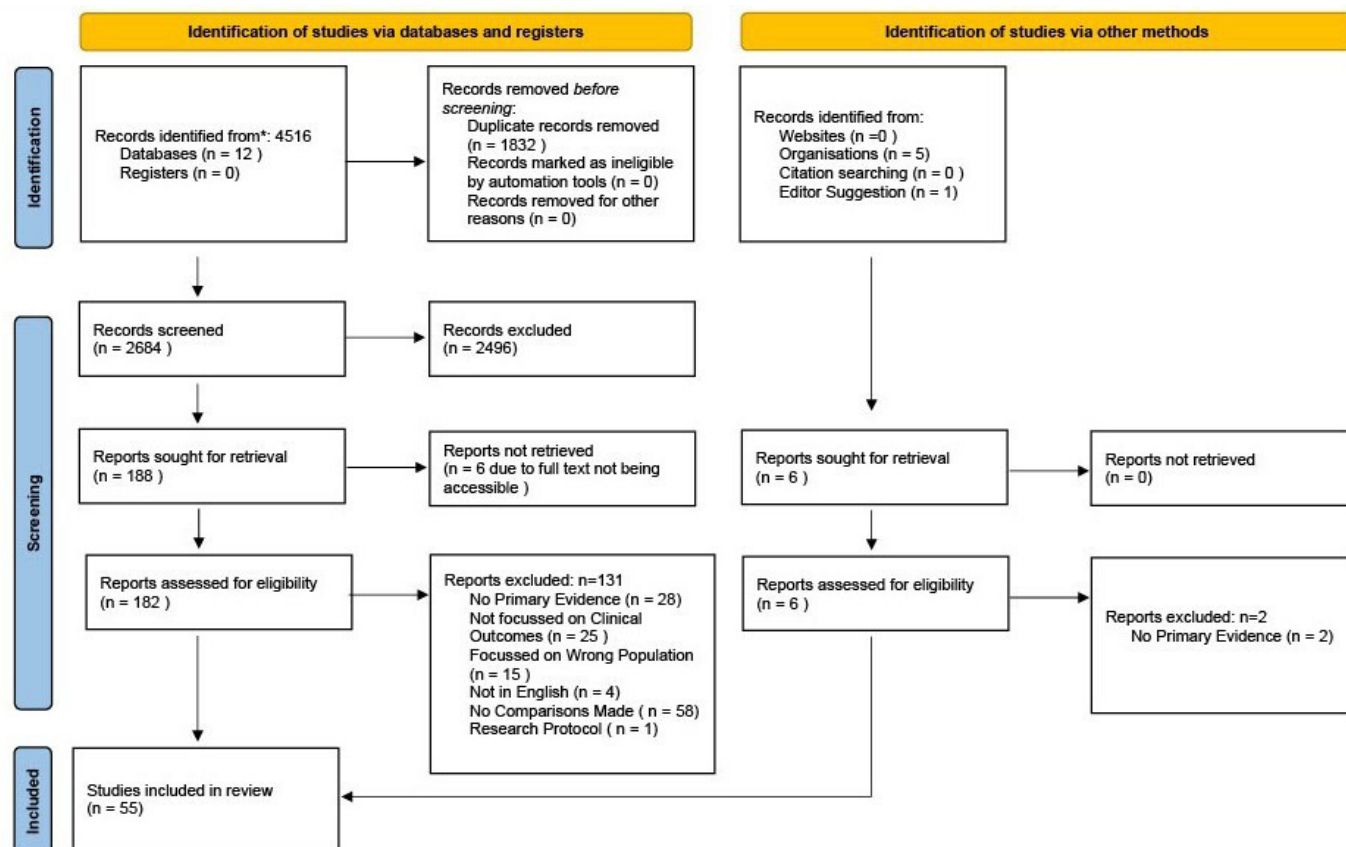 Identification of studies via databases and registers
Identification of studies via other methods
Identification
Records identified from*: 4516
Databases (n = 12 )
Registers (n = 0)
Records removed before
screening:
Duplicate records removed
(n = 1832 )
Records marked as ineligible
by automation tools (n = 0)
Records removed for other
reasons (n = 0)
Records identified from:
Websites (n =0 )
Organisations (n = 5)
Citation searching (n = 0 )
Editor Suggestion (n = 1)
Screening
Records screened
(n = 2684 )
Records excluded
(n = 2496)
Reports sought for retrieval
(n = 188 )
Reports not retrieved
(n = 6 due to full text not being
accessible )
Reports sought for retrieval
(n = 6 )
Reports not retrieved
(n = 0)
Reports assessed for eligibility
(n = 182 )
Reports excluded: n=131
No Primary Evidence (n = 28)
Not focussed on Clinical
Outcomes (n = 25 )
Focussed on Wrong Population
(n = 15 )
Not in English (n = 4)
No Comparisons Made ( n = 58)
Research Protocol ( n = 1)
Reports assessed for eligibility
(n = 6 )
Reports excluded: n=2
No Primary Evidence (n = 2)
Included
Studies included in review
(n = 55)